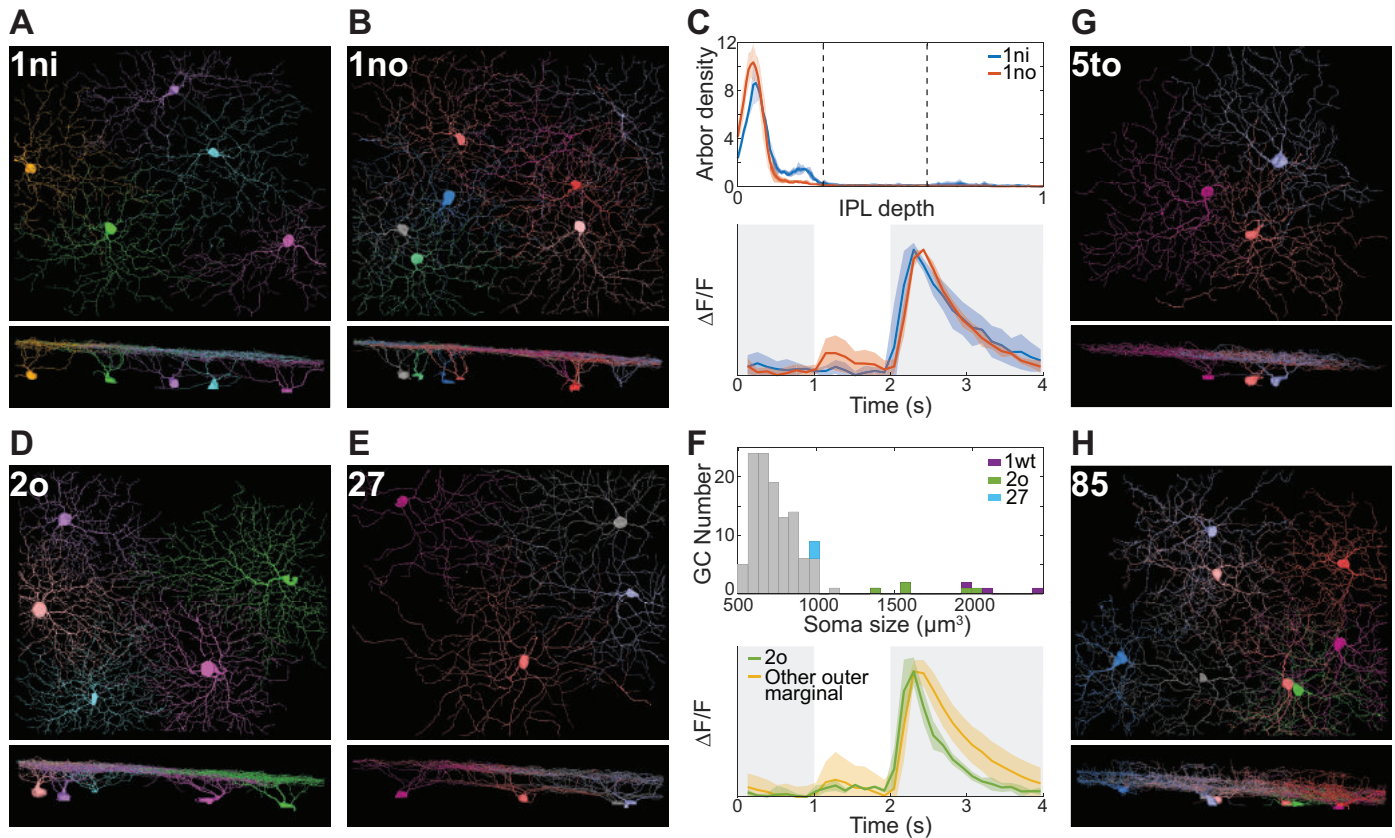 A
1ni
B
1no
C
12
8
4
0
Arbor density
1ni
1no
0
1
IPL depth
ΔF/F
0
1
2
3
4
Time (s)
G
5to
D
2o
E
27
F
20
10
0
GC Number
1wt
2o
27
500
1000
1500
2000
Soma size (µm³)
2o
Other outer
marginal
ΔF/F
0
1
2
3
4
Time (s)
H
85